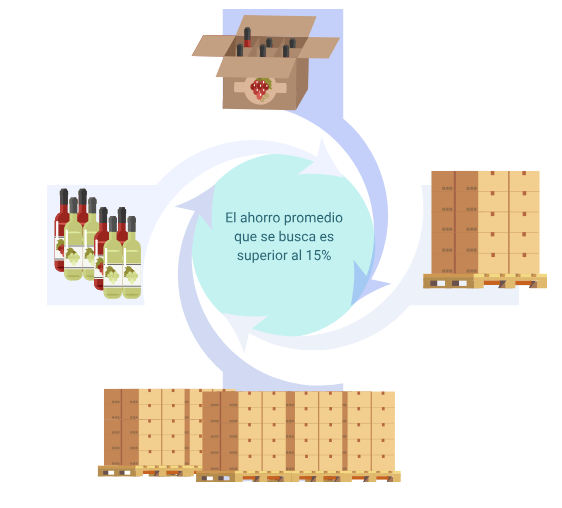 El ahorro promedio
que se busca es
superior al 15%